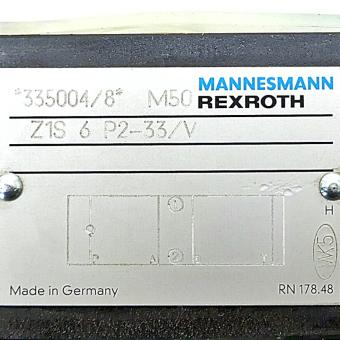 *335004/8* M50 MANNESMANN
REXROTH
Z1S 6 P2-33/V
1
2
P A B
H
Made in Germany
RN 178.48